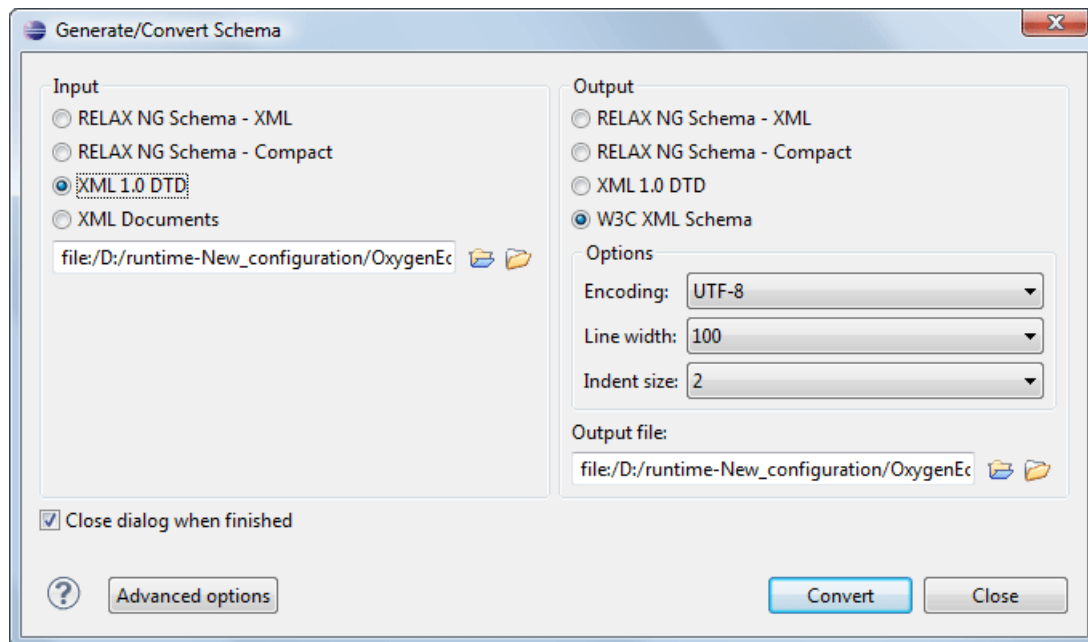 Generate/Convert Schema
Input
RELAX NG Schema - XML
RELAX NG Schema - Compact
XML 1.0 DTD
XML Documents
file:/D:/runtime-New_configuration/OxygenEc
Output
RELAX NG Schema - XML
RELAX NG Schema - Compact
XML 1.0 DTD
W3C XML Schema
Options
Encoding: UTF-8
Line width: 100
Indent size: 2
Output file:
file:/D:/runtime-New_configuration/OxygenEc
Close dialog when finished
? Advanced options Convert Close